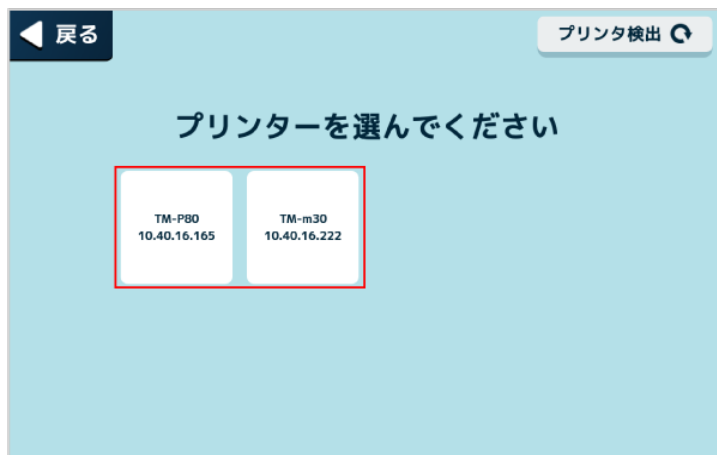 戻る
プリンタ検出
プリンターを選んでください
TM-P80
10.40.16.165
TM-m30
10.40.16.222